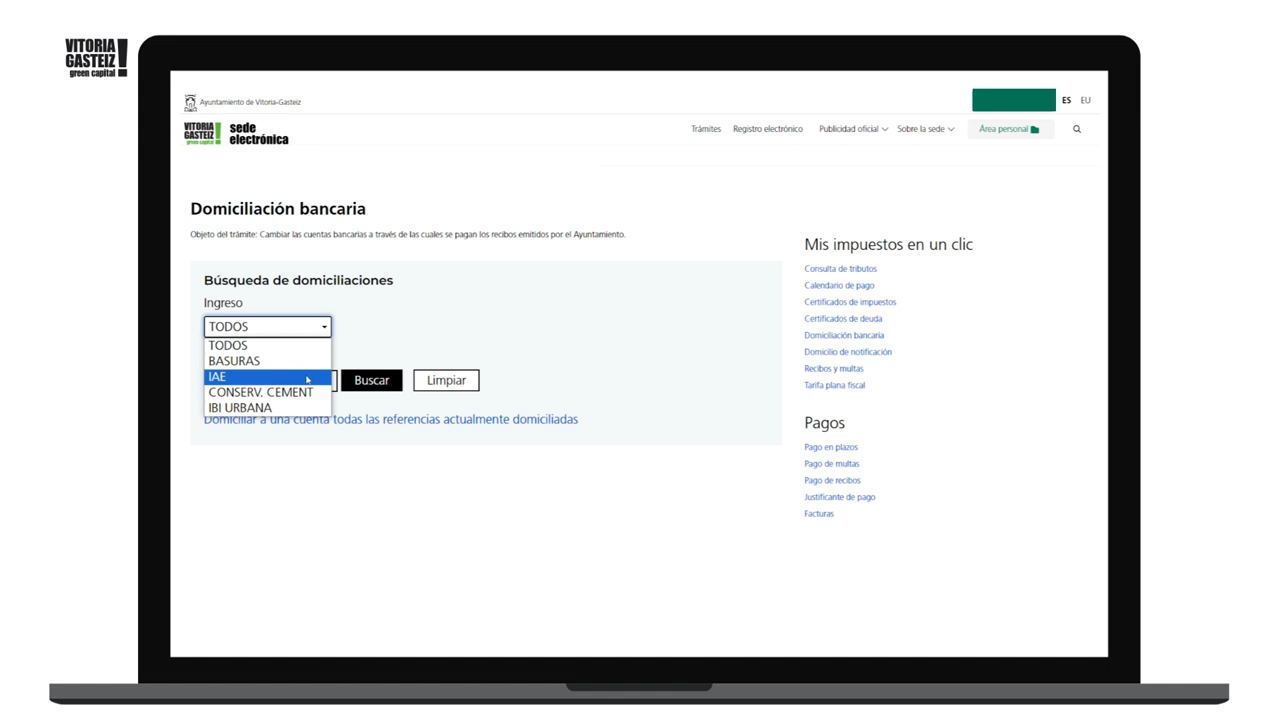 VITORIA
GASTEIZ
green capital
Ayuntamiento de Vitoria-Gasteiz
ES EU
VITORIA
GASTEIZ
green capital
sede
electrónica
Trámites Registro electrónico Publicidad oficial Sobre la sede Área personal
Domiciliación bancaria
Objeto del trámite: Cambiar las cuentas bancarias a través de las cuales se pagan los recibos emitidos por el Ayuntamiento.
Búsqueda de domiciliaciones
Ingreso
TODOS
TODOS
BASURAS
IAE
CONSERV. CEMENT
IBI URBANA
Buscar Limpiar
Domiciliar a una cuenta todas las referencias actualmente domiciliadas
Mis impuestos en un clic
Consulta de tributos
Calendario de pago
Certificados de impuestos
Certificados de deuda
Domiciliación bancaria
Domicilio de notificación
Recibos y multas
Tarifa plana fiscal
Pagos
Pago en plazos
Pago de multas
Pago de recibos
Justificante de pago
Facturas